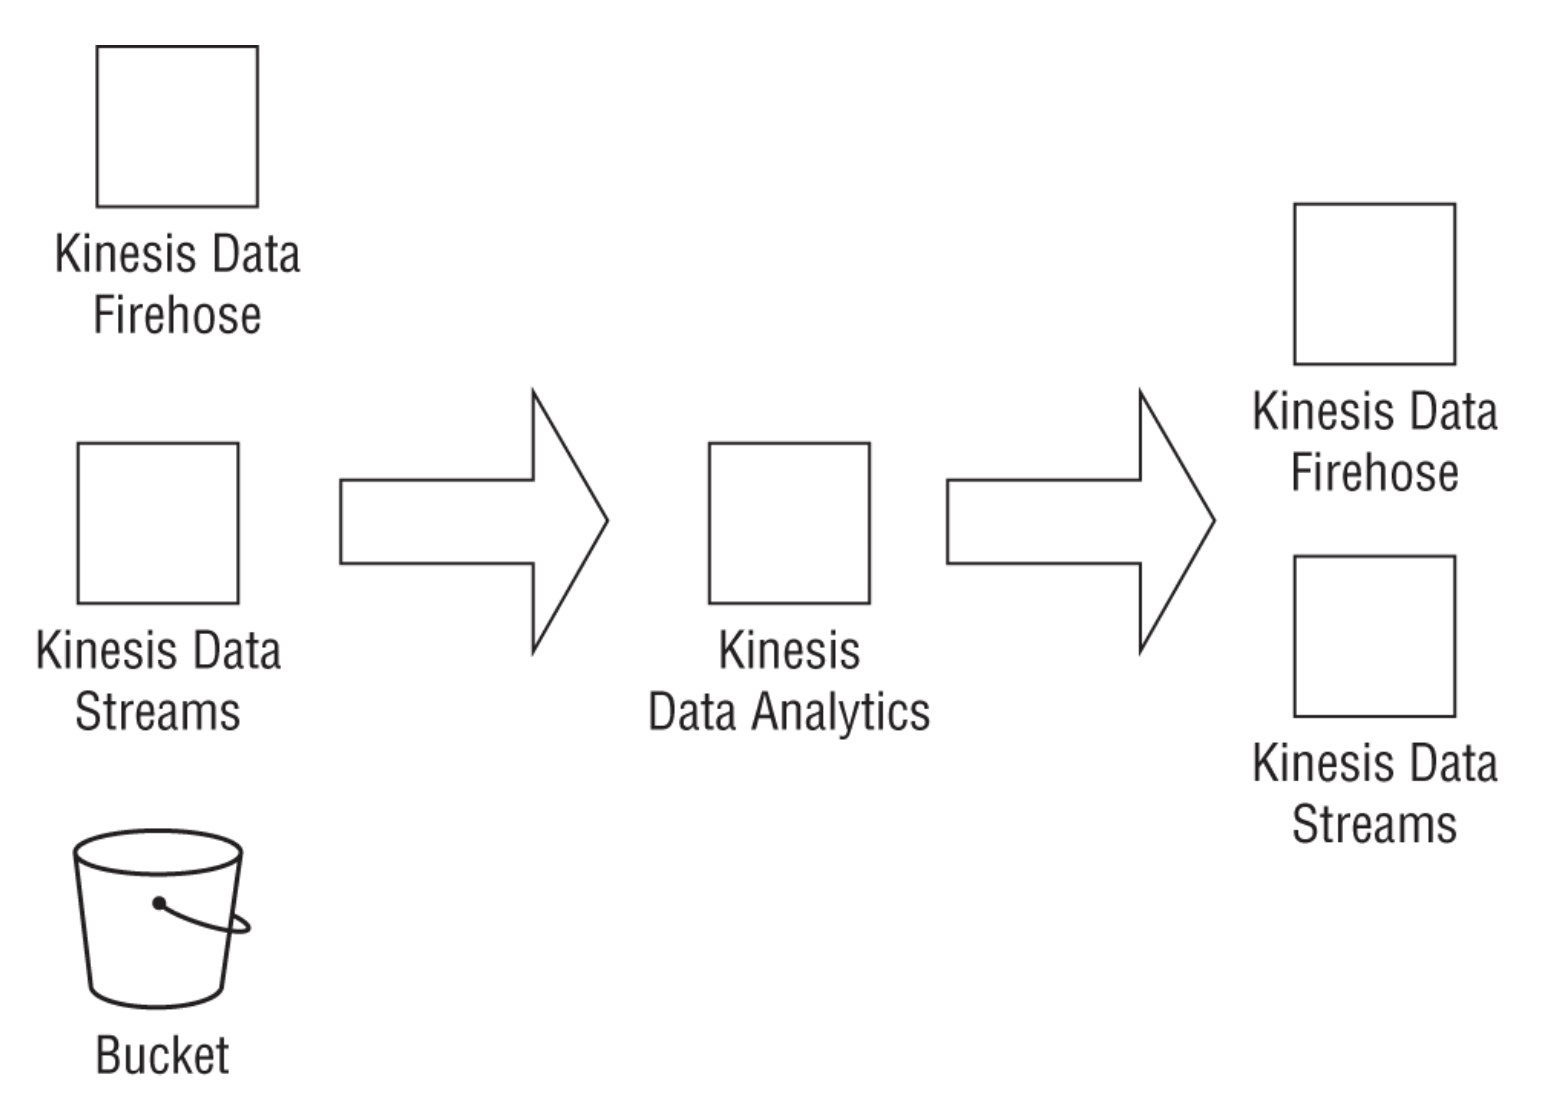 Kinesis Data
Firehose
Kinesis Data
Streams
Bucket
Kinesis
Data Analytics
Kinesis Data
Firehose
Kinesis Data
Streams